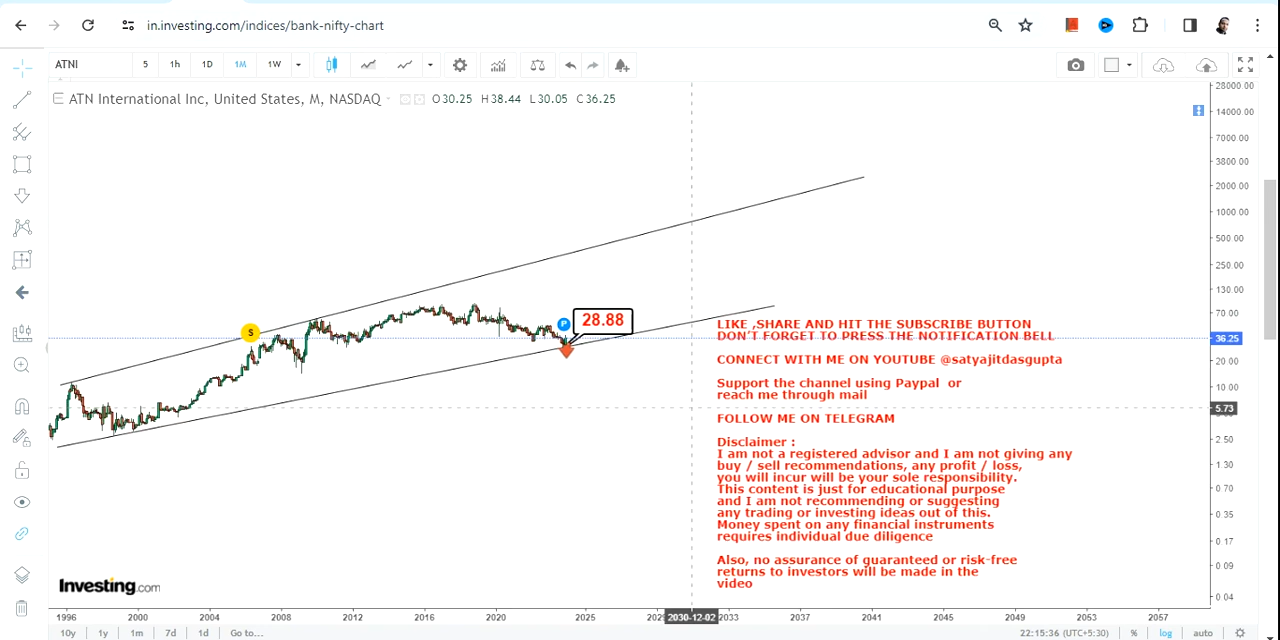 in.investing.com/indices/bank-nifty-chart
ATNI 5 1h 1D 1M 1W
ATN International Inc, United States, M, NASDAQ O30.25 H38.44 L30.05 C36.25
28000.00
14000.00
7000.00
3800.00
2000.00
1000.00
500.00
250.00
130.00
70.00
36.25
20.00
10.00
5.73
2.50
1.30
0.70
0.35
0.17
0.09
0.04
S
P
28.88
LIKE ,SHARE AND HIT THE SUBSCRIBE BUTTON
DON'T FORGET TO PRESS THE NOTIFICATION BELL
CONNECT WITH ME ON YOUTUBE @satyajitdasgupta
Support the channel using Paypal or
reach me through mail
FOLLOW ME ON TELEGRAM
Disclaimer :
I am not a registered advisor and I am not giving any
buy / sell recommendations, any profit / loss,
you will incur will be your sole responsibility.
This content is just for educational purpose
and I am not recommending or suggesting
any trading or investing ideas out of this.
Money spent on any financial instruments
requires individual due diligence
Also, no assurance of guaranteed or risk-free
returns to investors will be made in the
video
Investing.com
1996 2000 2004 2008 2012 2016 2020 2025 2030-12-02 2033 2037 2041 2045 2049 2053 2057
10y 1y 1m 7d 1d Go to... 22:15:36 (UTC+5:30) % log auto